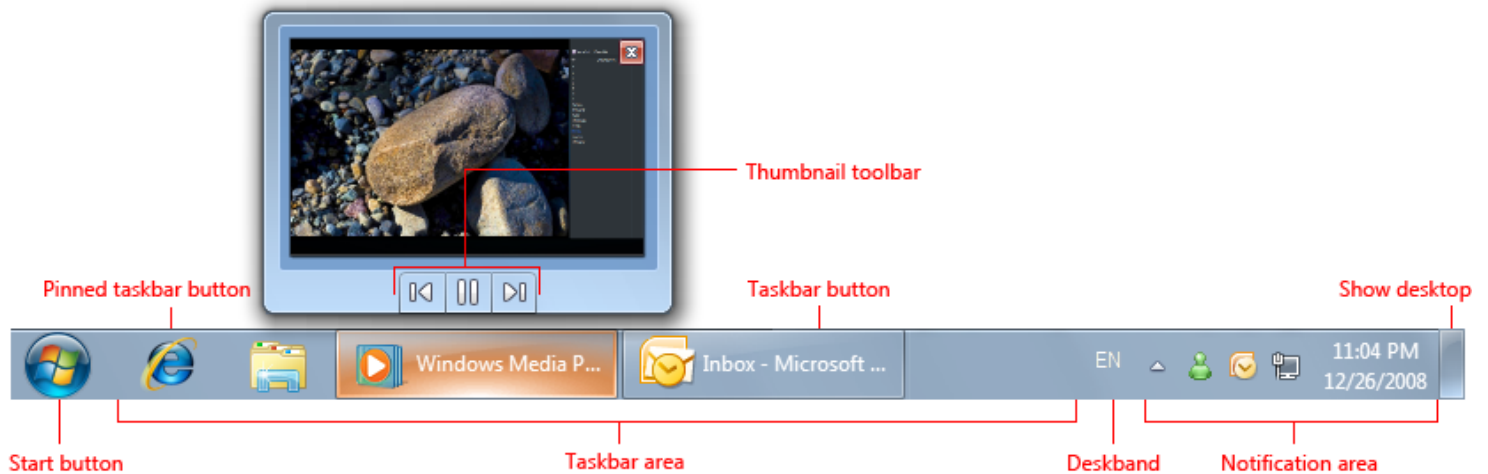 Thumbnail toolbar
Pinned taskbar button
Taskbar button
Show desktop
Windows Media P...
Inbox - Microsoft ...
EN
11:04 PM
12/26/2008
Start button
Taskbar area
Deskband
Notification area